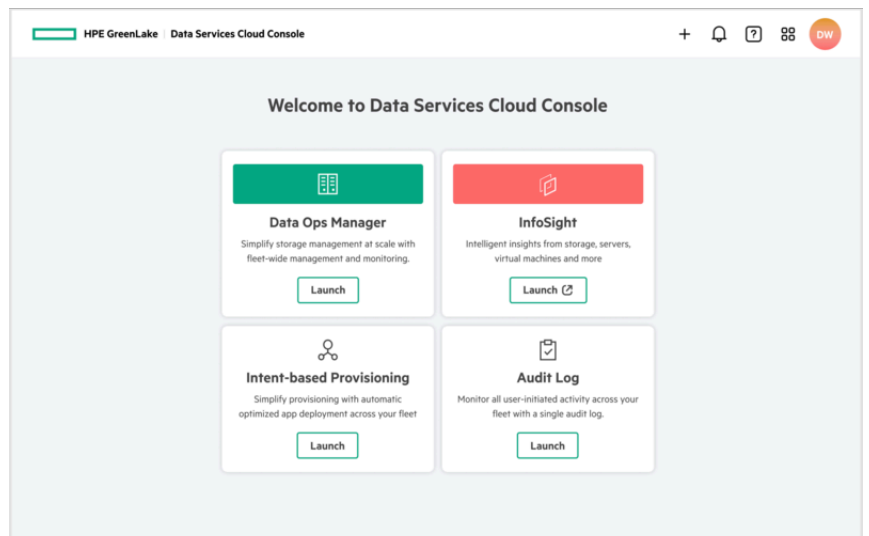 HPE GreenLake | Data Services Cloud Console
?
DW
Welcome to Data Services Cloud Console
Data Ops Manager
Simplify storage management at scale with
fleet-wide management and monitoring.
Launch
InfoSight
Intelligent insights from storage, servers,
virtual machines and more
Launch
Intent-based Provisioning
Simplify provisioning with automatic
optimized app deployment across your fleet
Launch
Audit Log
Monitor all user-initiated activity across your
fleet with a single audit log.
Launch